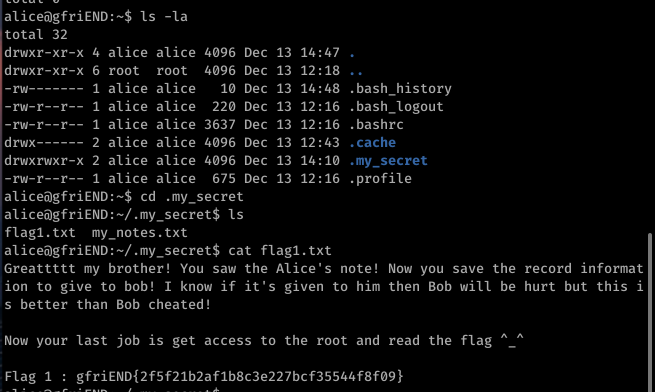 alice@gfriEND:~$ ls -la
total 32
drwxr-xr-x 4 alice alice 4096 Dec 13 14:47 .
drwxr-xr-x 6 root  root  4096 Dec 13 12:18 ..
-rw------- 1 alice alice   10 Dec 13 14:48 .bash_history
-rw-r--r-- 1 alice alice  220 Dec 13 12:16 .bash_logout
-rw-r--r-- 1 alice alice 3637 Dec 13 12:16 .bashrc
drwx------ 2 alice alice 4096 Dec 13 12:43 .cache
drwxrwxr-x 2 alice alice 4096 Dec 13 14:10 .my_secret
-rw-r--r-- 1 alice alice  675 Dec 13 12:16 .profile
alice@gfriEND:~$ cd .my_secret
alice@gfriEND:~/.my_secret$ ls
flag1.txt  my_notes.txt
alice@gfriEND:~/.my_secret$ cat flag1.txt
Greattttt my brother! You saw the Alice's note! Now you save the record informat
ion to give to bob! I know if it's given to him then Bob will be hurt but this i
s better than Bob cheated!
Now your last job is get access to the root and read the flag ^_^
Flag 1 : gfriEND{2f5f21b2af1b8c3e227bcf35544f8f09}